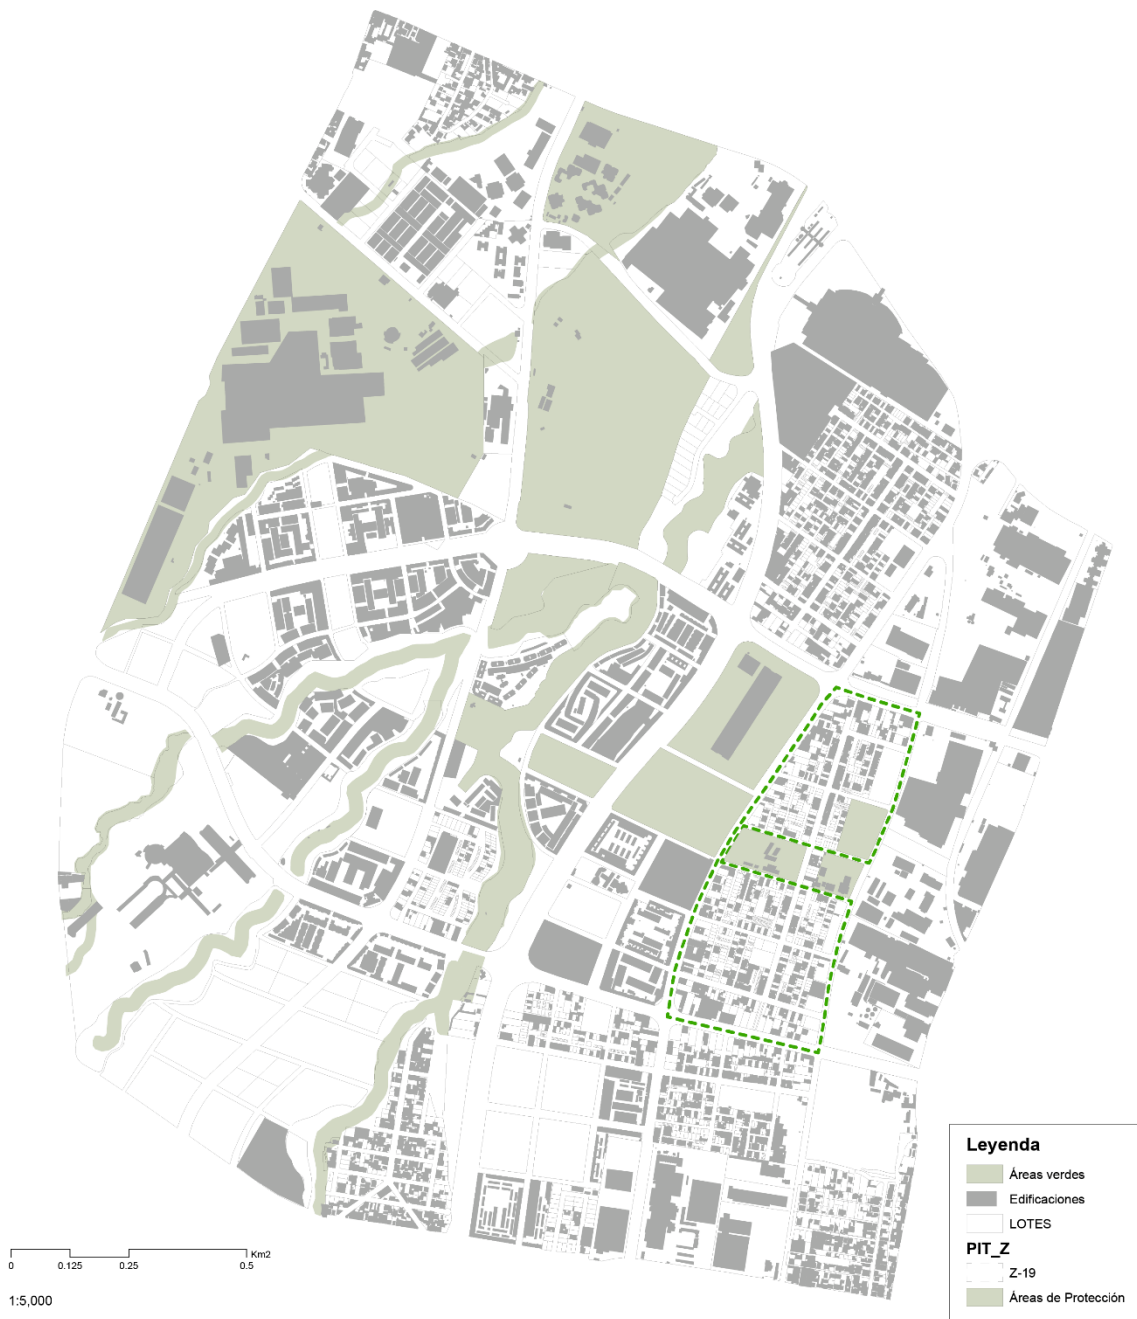 Leyenda
Áreas verdes
Edificaciones
LOTES
PIT_Z
Z-19
Áreas de Protección
Km2
0 0.125 0.25 0.5
1:5,000